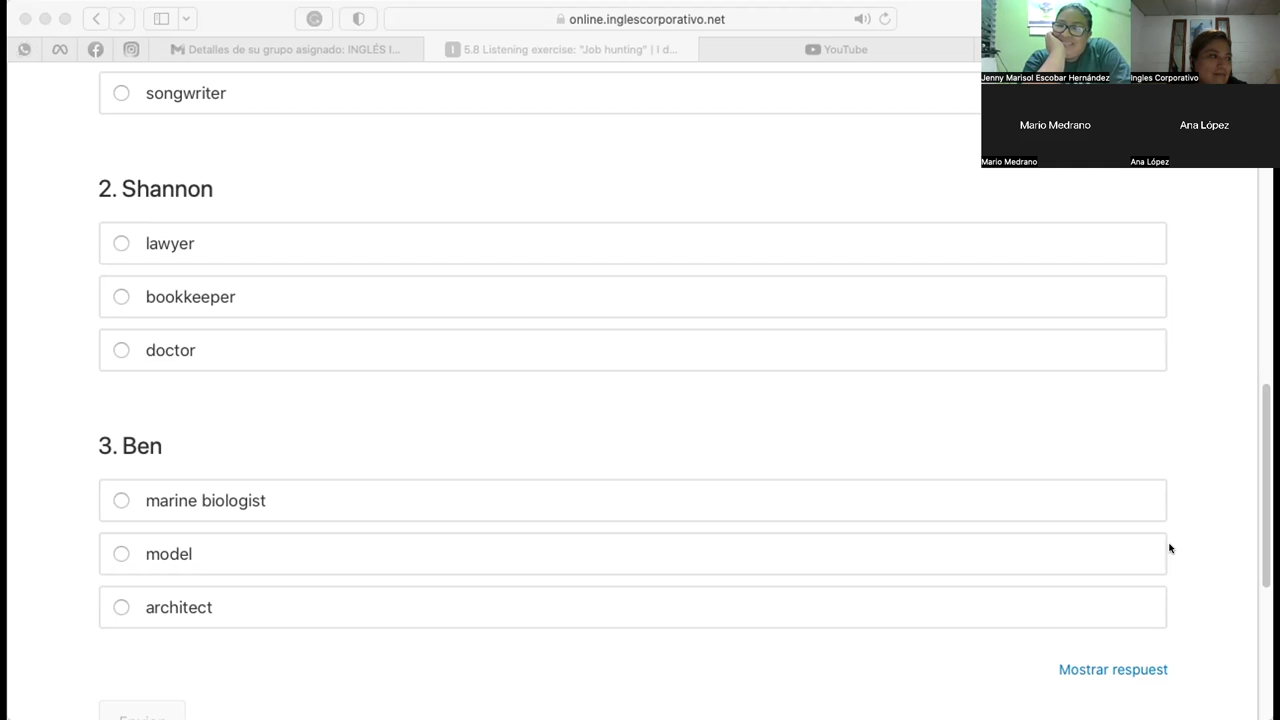 online.inglescorporativo.net
Detalles de su grupo asignado: INGLÉS I...
5.8 Listening exercise: "Job hunting" | I d...
YouTube
Jenny Marisol Escobar Hernández
Ingles Corporativo
Mario Medrano
Ana López
Mario Medrano
Ana López
songwriter
2. Shannon
lawyer
bookkeeper
doctor
3. Ben
marine biologist
model
architect
Mostrar respuest